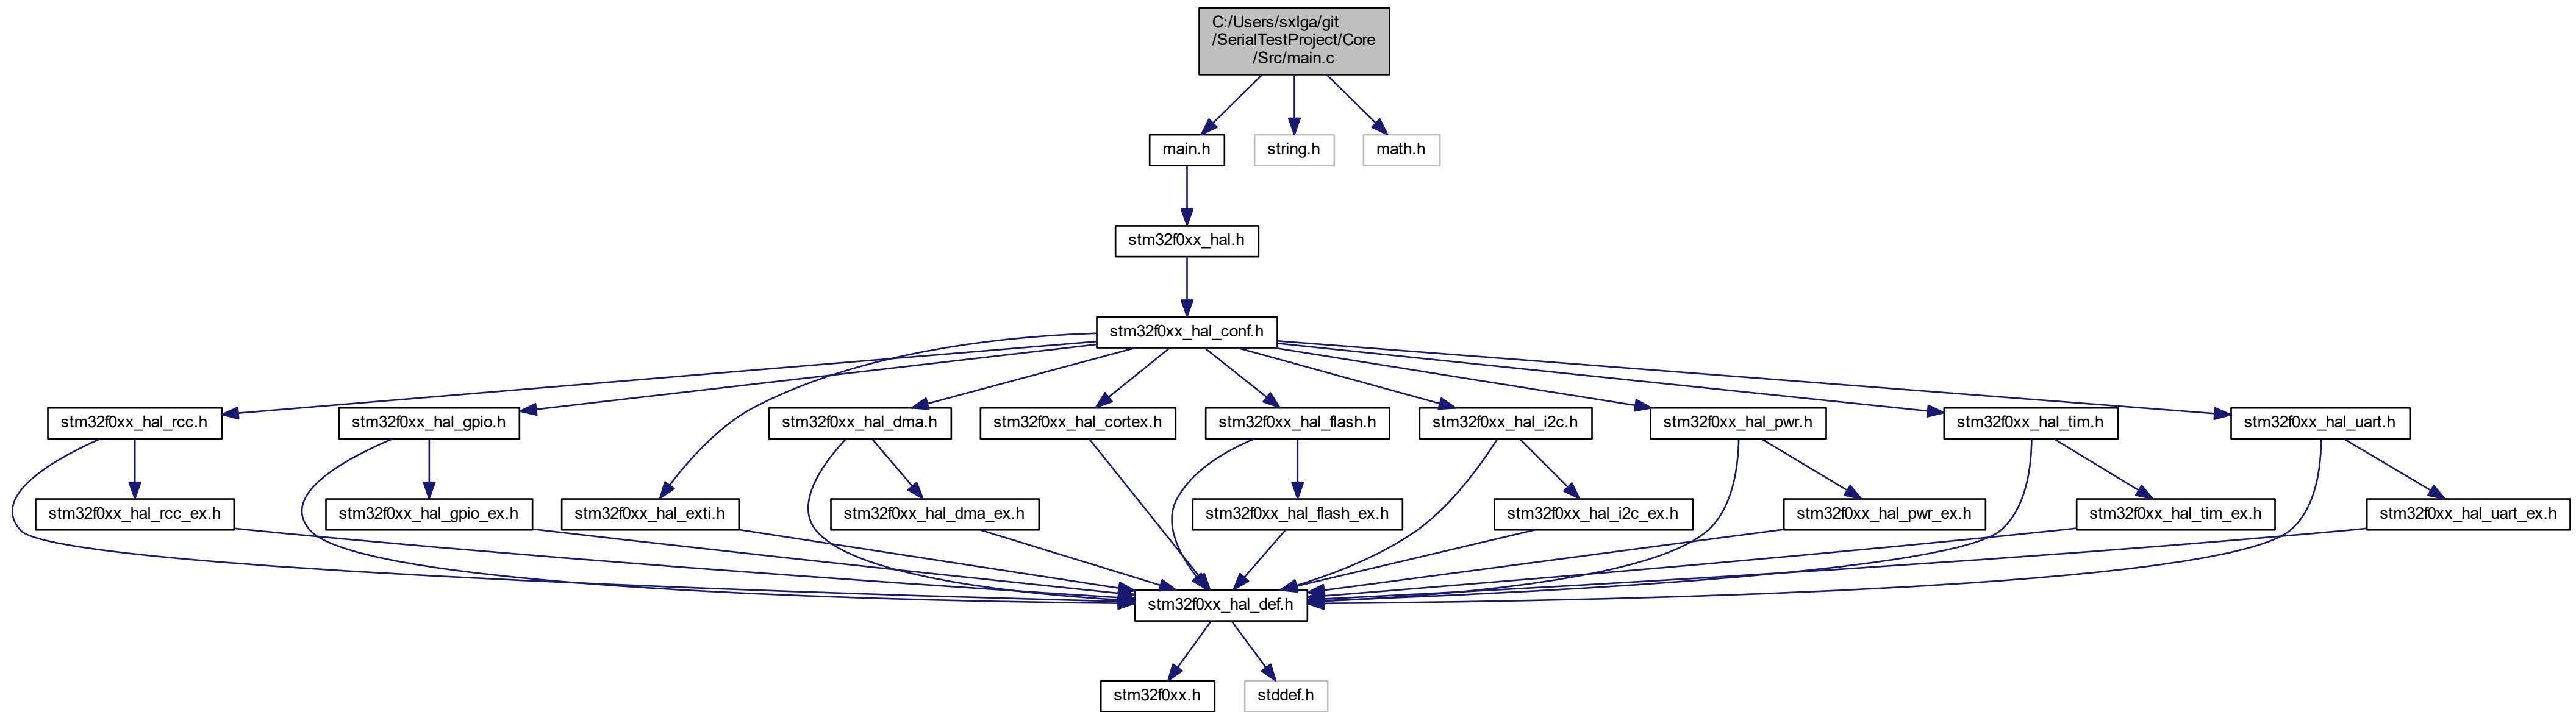 C:/Users/sxlga/git
/SerialTestProject/Core
/Src/main.c
main.h
string.h
math.h
stm32f0xx_hal.h
stm32f0xx_hal_conf.h
stm32f0xx_hal_rcc.h
stm32f0xx_hal_gpio.h
stm32f0xx_hal_dma.h
stm32f0xx_hal_cortex.h
stm32f0xx_hal_flash.h
stm32f0xx_hal_i2c.h
stm32f0xx_hal_pwr.h
stm32f0xx_hal_tim.h
stm32f0xx_hal_uart.h
stm32f0xx_hal_rcc_ex.h
stm32f0xx_hal_gpio_ex.h
stm32f0xx_hal_exti.h
stm32f0xx_hal_dma_ex.h
stm32f0xx_hal_flash_ex.h
stm32f0xx_hal_i2c_ex.h
stm32f0xx_hal_pwr_ex.h
stm32f0xx_hal_tim_ex.h
stm32f0xx_hal_uart_ex.h
stm32f0xx_hal_def.h
stm32f0xx.h
stddef.h